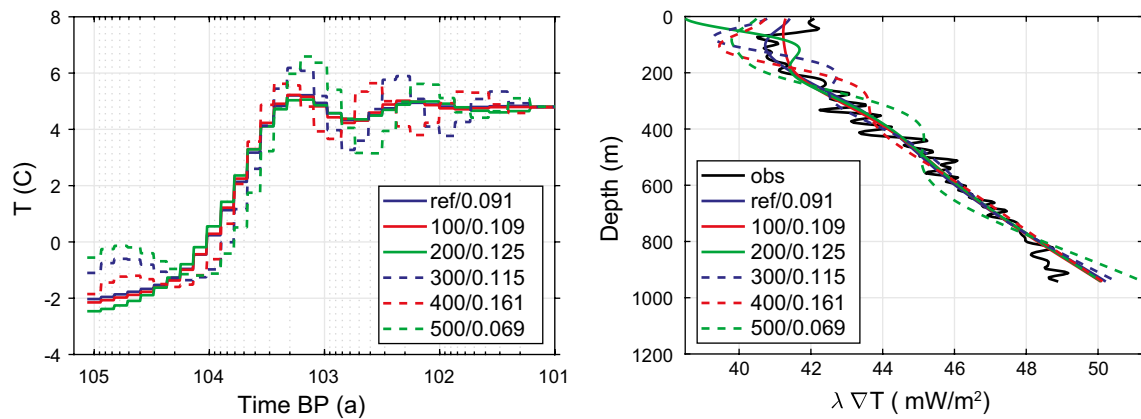 8
6
4
2
0
-2
-4
T (C)
105 104 103 102 101
Time BP (a)
ref/0.091
100/0.109
200/0.125
300/0.115
400/0.161
500/0.069
0
200
400
600
800
1000
1200
Depth (m)
40 42 44 46 48 50
λ ∇T ( mW/m²)
obs
ref/0.091
100/0.109
200/0.125
300/0.115
400/0.161
500/0.069